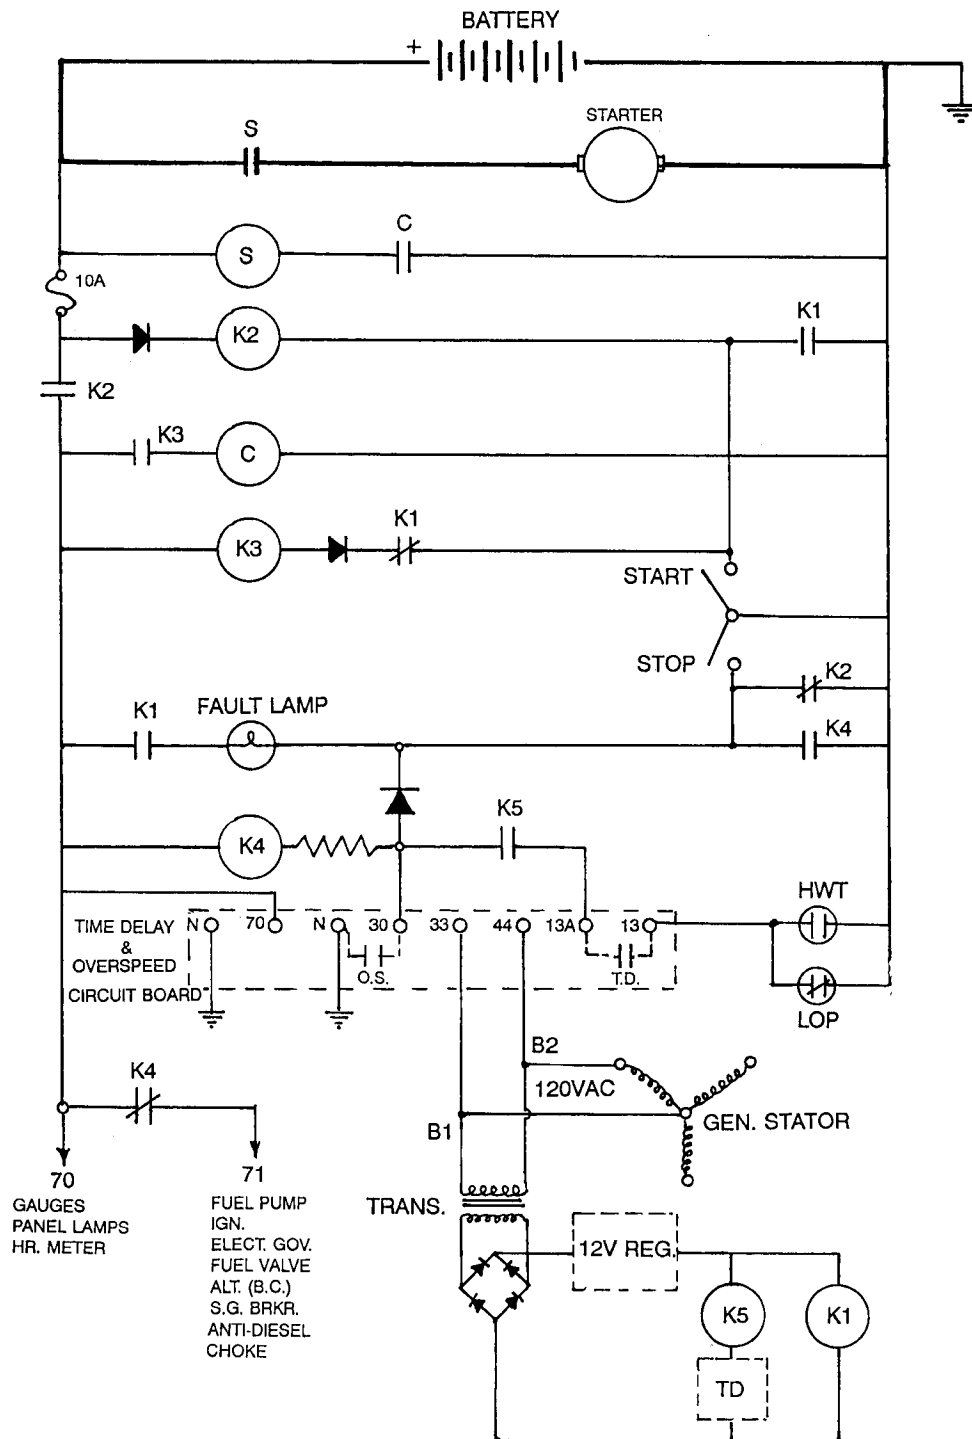 BATTERY
+
STARTER
S
C
S
10A
K1
K2
K2
K3
C
K1
K3
START
STOP
K2
K1
FAULT LAMP
K4
K5
K4
HWT
TIME DELAY
&
OVERSPEED
CIRCUIT BOARD
N 70 N 30 33 44 13A 13
O.S.
T.D.
LOP
B2
K4
120VAC
B1
GEN. STATOR
70
GAUGES
PANEL LAMPS
HR. METER
71
FUEL PUMP
IGN.
ELECT. GOV.
FUEL VALVE
ALT. (B.C.)
S.G. BRKR.
ANTI-DIESEL
CHOKE
TRANS.
12V REG.
K5
K1
TD